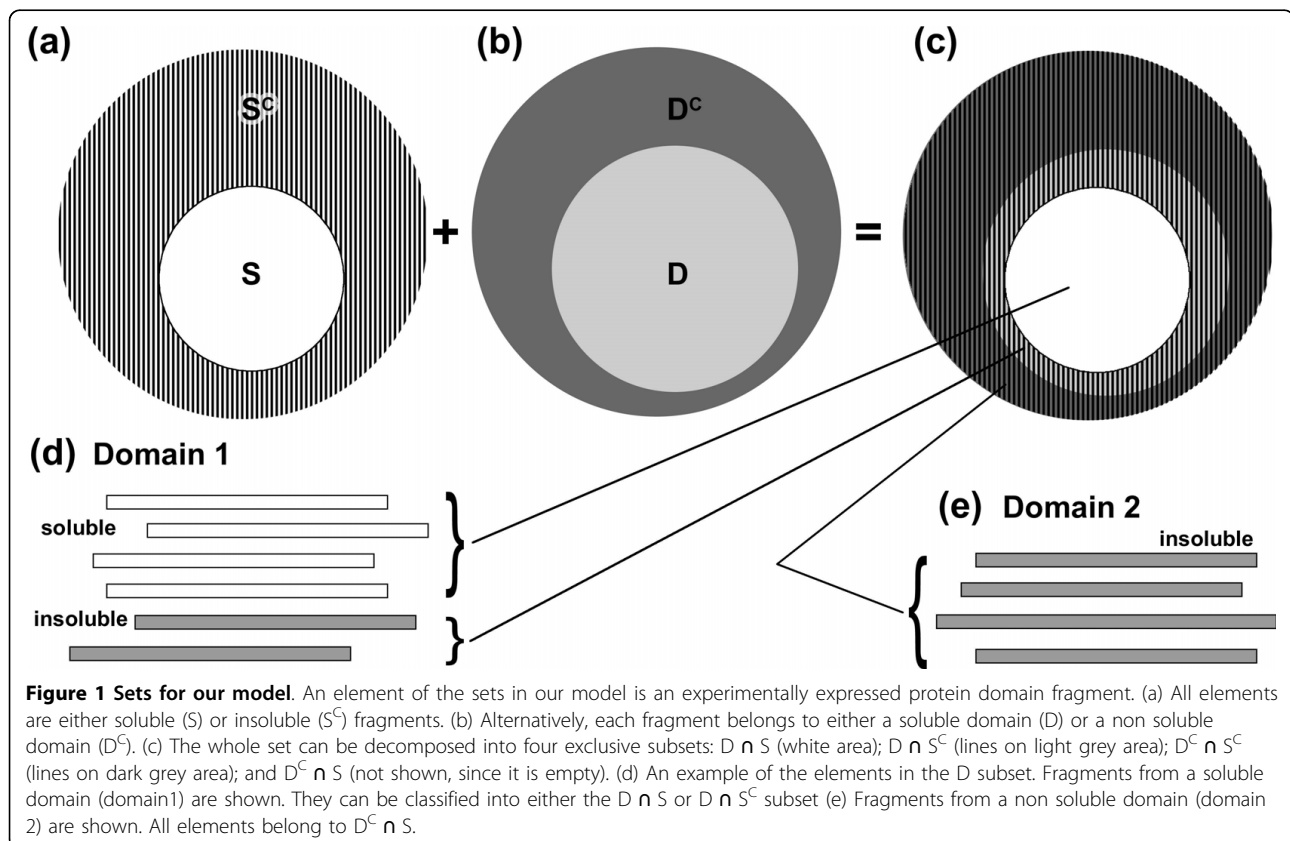 (a)
(b)
(c)
S^C
D^C
S
+
D
=
(d) Domain 1
soluble
insoluble
(e) Domain 2
insoluble
Figure 1 Sets for our model. An element of the sets in our model is an experimentally expressed protein domain fragment. (a) All elements
are either soluble (S) or insoluble (S^C) fragments. (b) Alternatively, each fragment belongs to either a soluble domain (D) or a non soluble
domain (D^C). (c) The whole set can be decomposed into four exclusive subsets: D ∩ S (white area); D ∩ S^C (lines on light grey area); D^C ∩ S^C
(lines on dark grey area); and D^C ∩ S (not shown, since it is empty). (d) An example of the elements in the D subset. Fragments from a soluble
domain (domain1) are shown. They can be classified into either the D ∩ S or D ∩ S^C subset (e) Fragments from a non soluble domain (domain
2) are shown. All elements belong to D^C ∩ S.